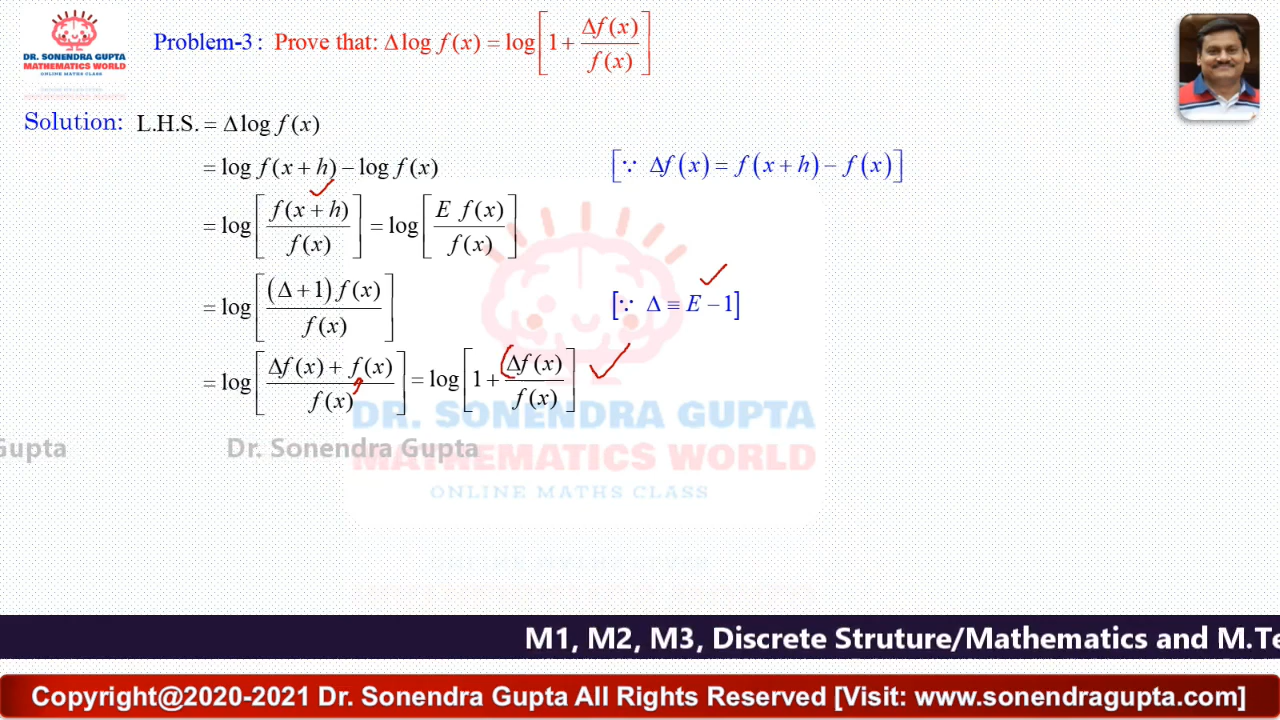 DR. SONENDRA GUPTA
MATHEMATICS WORLD
ONLINE MATHS CLASS
Problem-3 : Prove that: Δ log f(x) = log[1 + Δf(x)/f(x)]
Solution: L.H.S. = Δ log f(x)
= log f(x + h) − log f(x) [∵ Δf(x) = f(x + h) − f(x)]
= log[f(x + h)/f(x)] = log[E f(x)/f(x)]
= log[(Δ + 1) f(x)/f(x)] [∵ Δ ≡ E − 1]
= log[Δf(x) + f(x)/f(x)] = log[1 + Δf(x)/f(x)]
DR. SONENDRA GUPTA
Gupta Dr. Sonendra Gupta
MATHEMATICS WORLD
ONLINE MATHS CLASS
M1, M2, M3, Discrete Struture/Mathematics and M.Te
Copyright@2020-2021 Dr. Sonendra Gupta All Rights Reserved [Visit: www.sonendragupta.com]